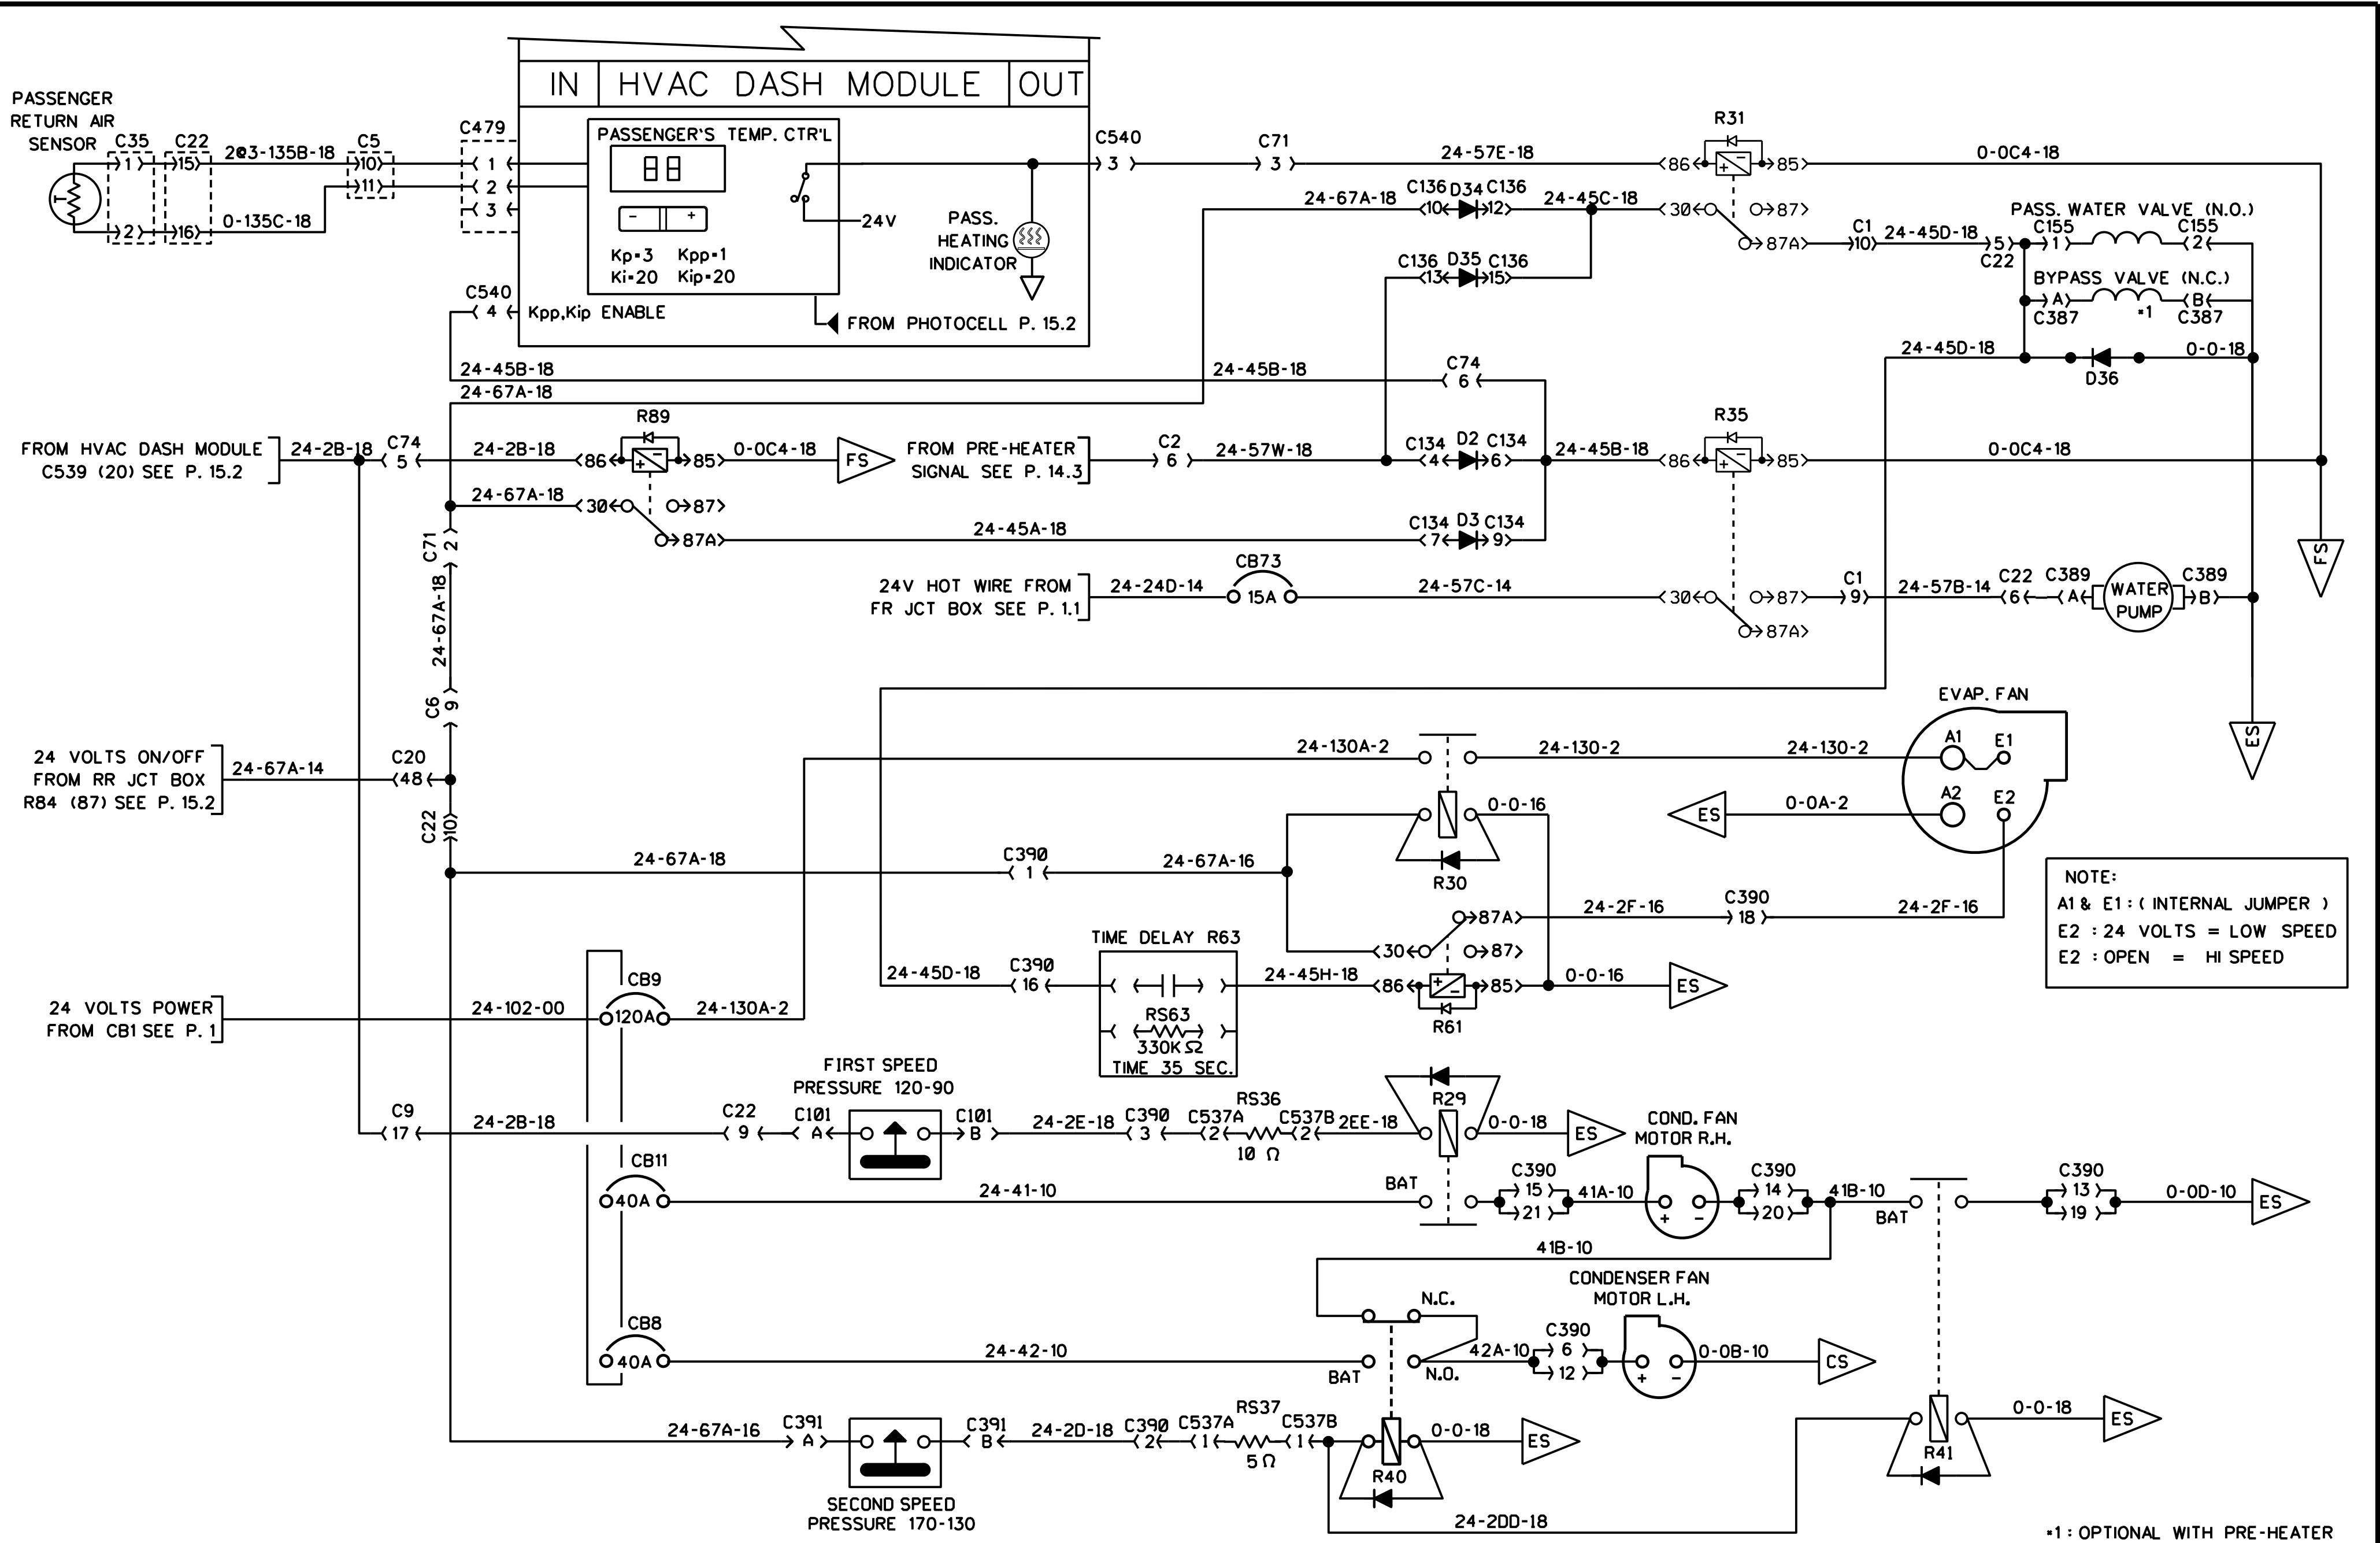 IN HVAC DASH MODULE OUT
PASSENGER
RETURN AIR
SENSOR
C35 C22 C5 C479
1 15 2@3-135B-18 10 1
11 2
3
2 16 0-135C-18
PASSENGER'S TEMP. CTR'L
88
- +
Kp=3 Kpp=1
Ki=20 Kip=20
24V
PASS.
HEATING
INDICATOR
C540
4 Kpp,Kip ENABLE
FROM PHOTOCELL P. 15.2
C540 C71 R31
3 3 24-57E-18 86 + - 85 0-0C4-18
24-67A-18 C136 D34 C136 24-45C-18
10 12 30 87
87A
C136 D35 C136
13 15
C1 24-45D-18
10 5
C22
PASS. WATER VALVE (N.O.)
C155 C155
1 2
BYPASS VALVE (N.C.)
A B
C387 *1 C387
24-45D-18 0-0-18
D36
24-45B-18 24-45B-18 C74
6
24-67A-18
FROM HVAC DASH MODULE
C539 (20) SEE P. 15.2
24-2B-18 C74 24-2B-18
5
R89
86 + - 85 0-0C4-18 FS
24-67A-18 30 87
87A 24-45A-18
FROM PRE-HEATER
SIGNAL SEE P. 14.3
C2
6 24-57W-18
C134 D2 C134 24-45B-18
4 6
R35
86 + - 85 0-0C4-18
C134 D3 C134
7 9
FS
24V HOT WIRE FROM
FR JCT BOX SEE P. 1.1
24-24D-14 CB73 24-57C-14
15A
30 87
87A
C1 24-57B-14 C22 C389 C389
9 6 A B
WATER
PUMP
ES
C71
2
24-67A-18
C6
9
24 VOLTS ON/OFF
FROM RR JCT BOX
R84 (87) SEE P. 15.2
24-67A-14 C20
48
C22
10
24-67A-18 C390 24-67A-16
1
24-130A-2 24-130-2 24-130-2
EVAP. FAN
A1 E1
A2 E2
ES 0-0A-2
0-0-16
R30
87A 24-2F-16 C390 24-2F-16
18
30 87
NOTE:
A1 & E1 : ( INTERNAL JUMPER )
E2 : 24 VOLTS = LOW SPEED
E2 : OPEN = HI SPEED
TIME DELAY R63
24-45D-18 C390
16
RS63
330K Ω
TIME 35 SEC.
24-45H-18 86 + - 85 0-0-16 ES
R61
24 VOLTS POWER
FROM CB1 SEE P. 1
24-102-00 CB9 24-130A-2
120A
FIRST SPEED
PRESSURE 120-90
C9 24-2B-18 C22 C101 C101 24-2E-18 C390 C537A RS36 C537B 2EE-18
17 9 A B 3 2 2
10 Ω
R29
0-0-18 ES
COND. FAN
MOTOR R.H.
CB11
40A 24-41-10 BAT
C390 41A-10 C390 41B-10 C390 0-0D-10 ES
15 14 13
21 + - 20 BAT 19
41B-10
N.C.
CONDENSER FAN
MOTOR L.H.
CB8
40A 24-42-10 BAT N.O. 42A-10 C390
6
12 + - 0-0B-10 CS
24-67A-16 C391 C391 24-2D-18 C390 C537A RS37 C537B
A B 2 1 1
5 Ω
R40
0-0-18 ES
SECOND SPEED
PRESSURE 170-130
24-2DD-18
R41
0-0-18 ES
*1 : OPTIONAL WITH PRE-HEATER